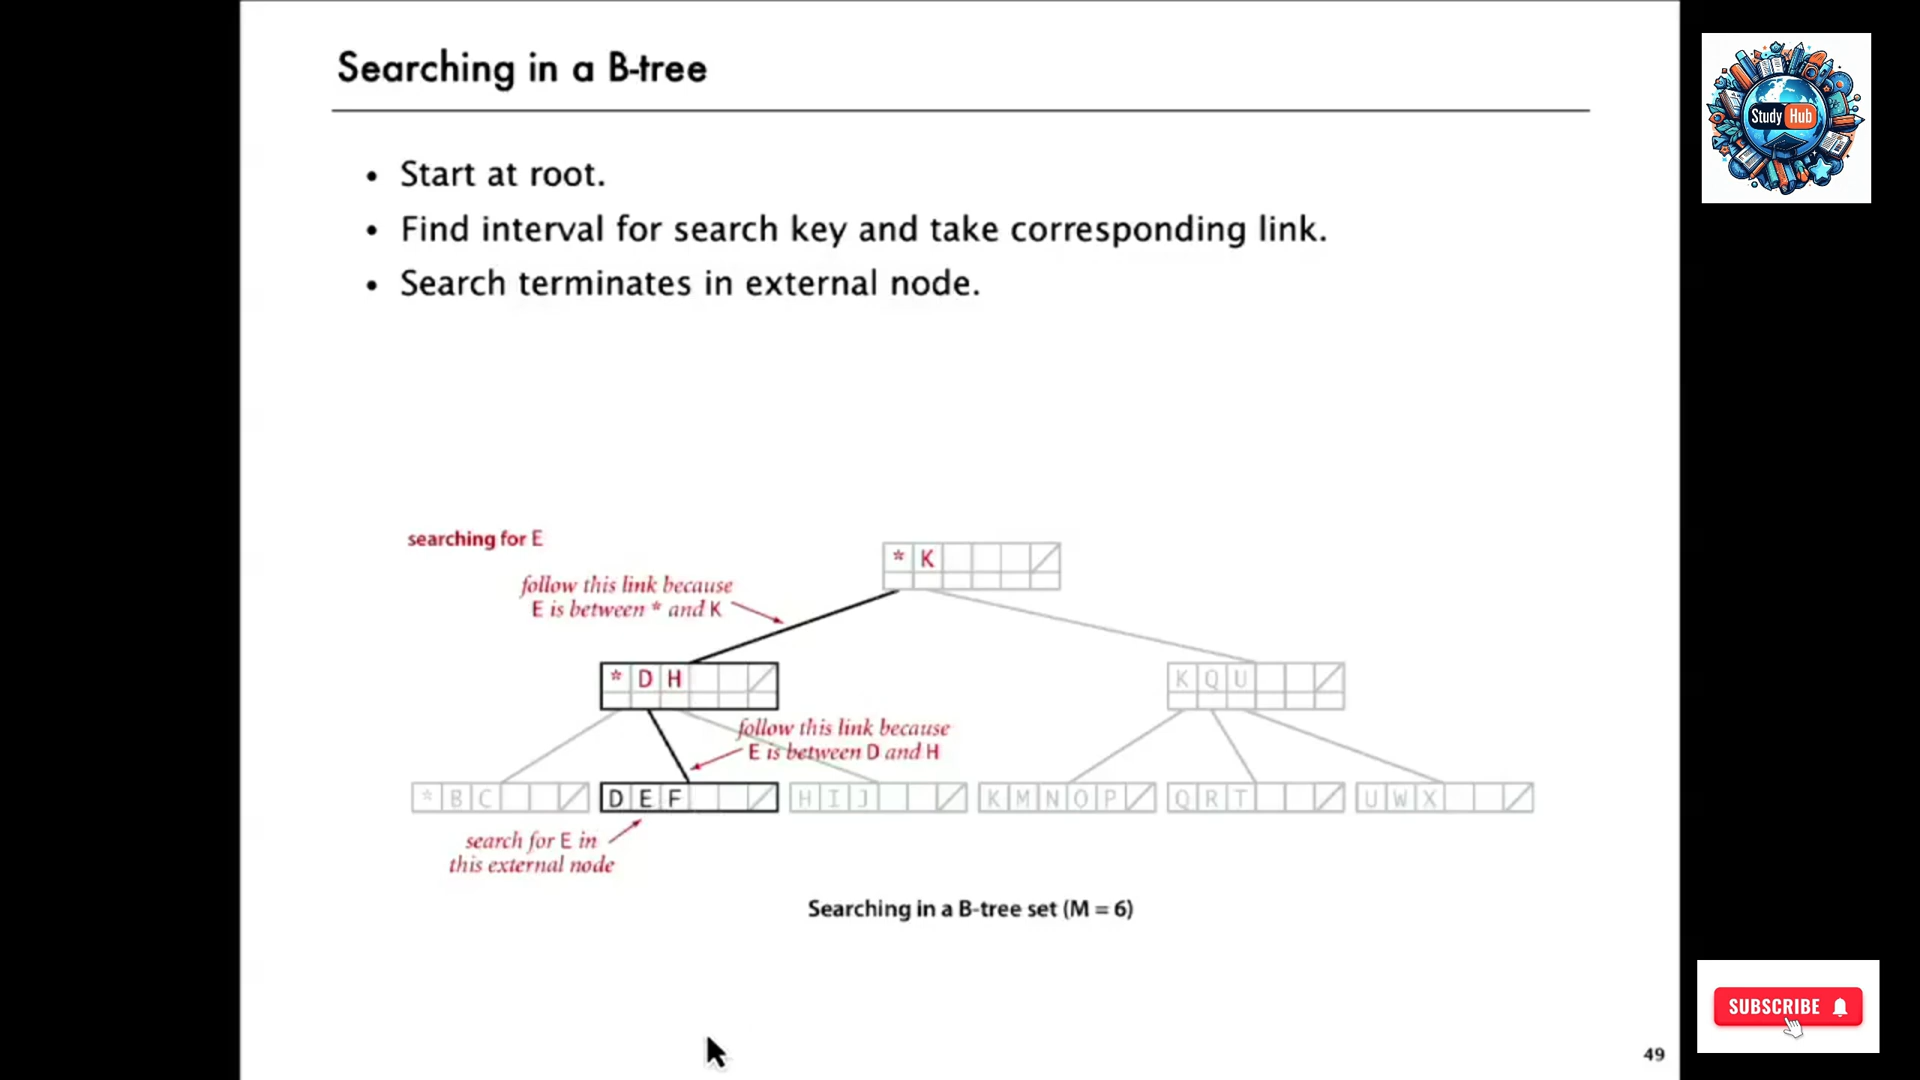 Searching in a B-tree
Study Hub
• Start at root.
• Find interval for search key and take corresponding link.
• Search terminates in external node.
searching for E
* K
follow this link because
E is between * and K
* D H
K Q U
follow this link because
E is between D and H
* B C
D E F
H I J
K M N O P
Q R T
U W X
search for E in
this external node
Searching in a B-tree set (M = 6)
SUBSCRIBE
49